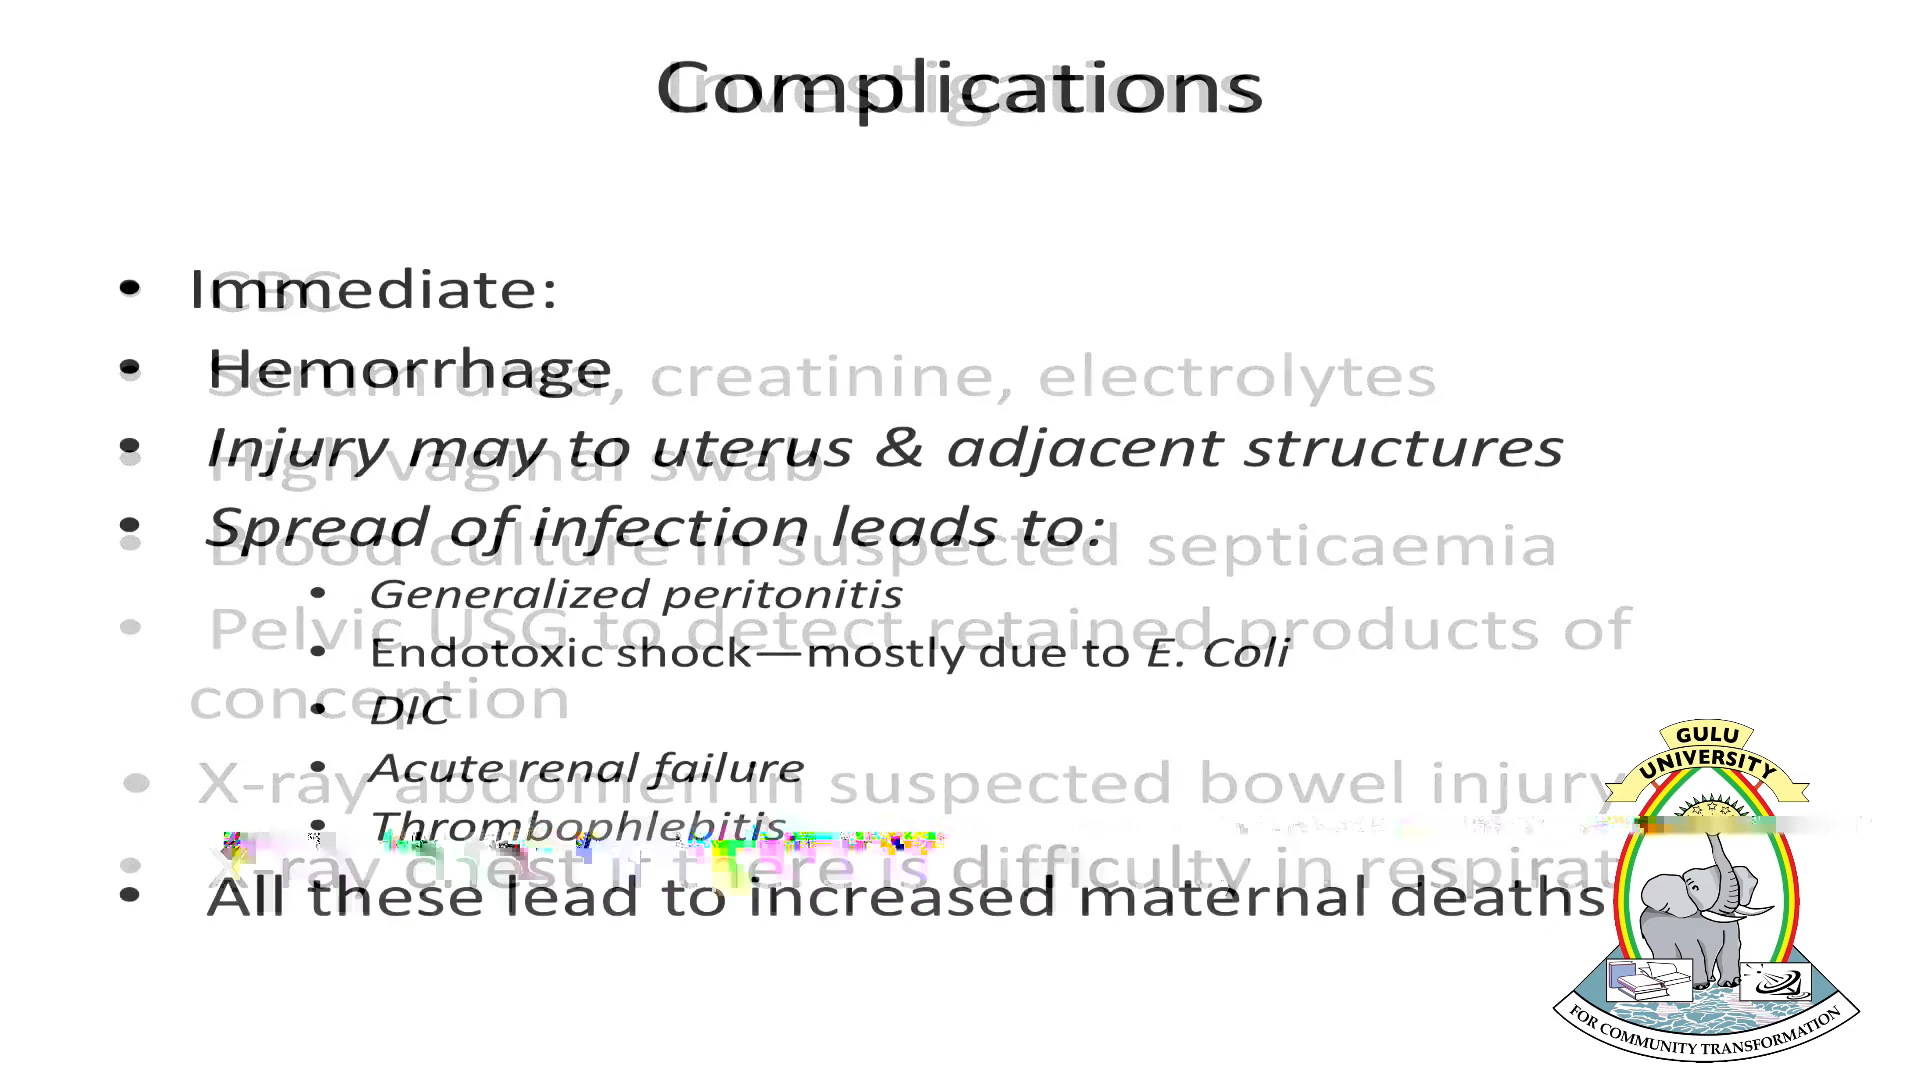 Complications
Investigations
• Immediate:
• Hemorrhage
• Injury may to uterus & adjacent structures
• Spread of infection leads to:
• Generalized peritonitis
• Endotoxic shock—mostly due to E. Coli
• DIC
• Acute renal failure
• Thrombophlebitis
• All these lead to increased maternal deaths
• CBC
• Serum urea, creatinine, electrolytes
• High vaginal swab
• Blood culture in suspected septicaemia
• Pelvic USG to detect retained products of
conception
• X-ray abdomen in suspected bowel injury
• X-ray chest if there is difficulty in
GULU
UNIVERSITY
FOR COMMUNITY TRANSFORMATION